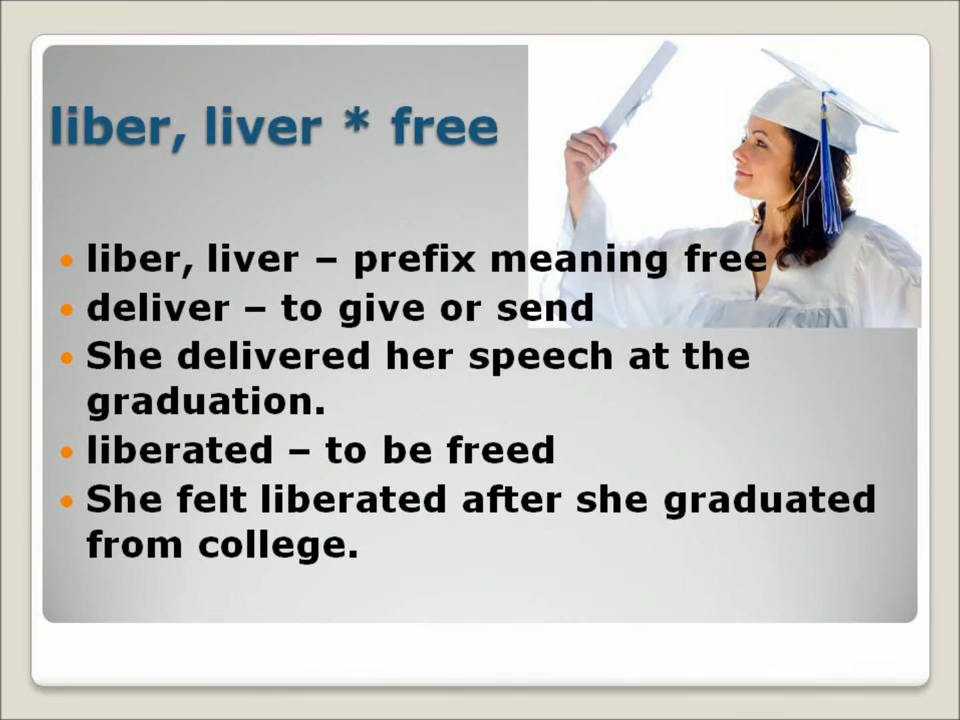 liber, liver * free
• liber, liver – prefix meaning free
• deliver – to give or send
• She delivered her speech at the
graduation.
• liberated – to be freed
• She felt liberated after she graduated
from college.